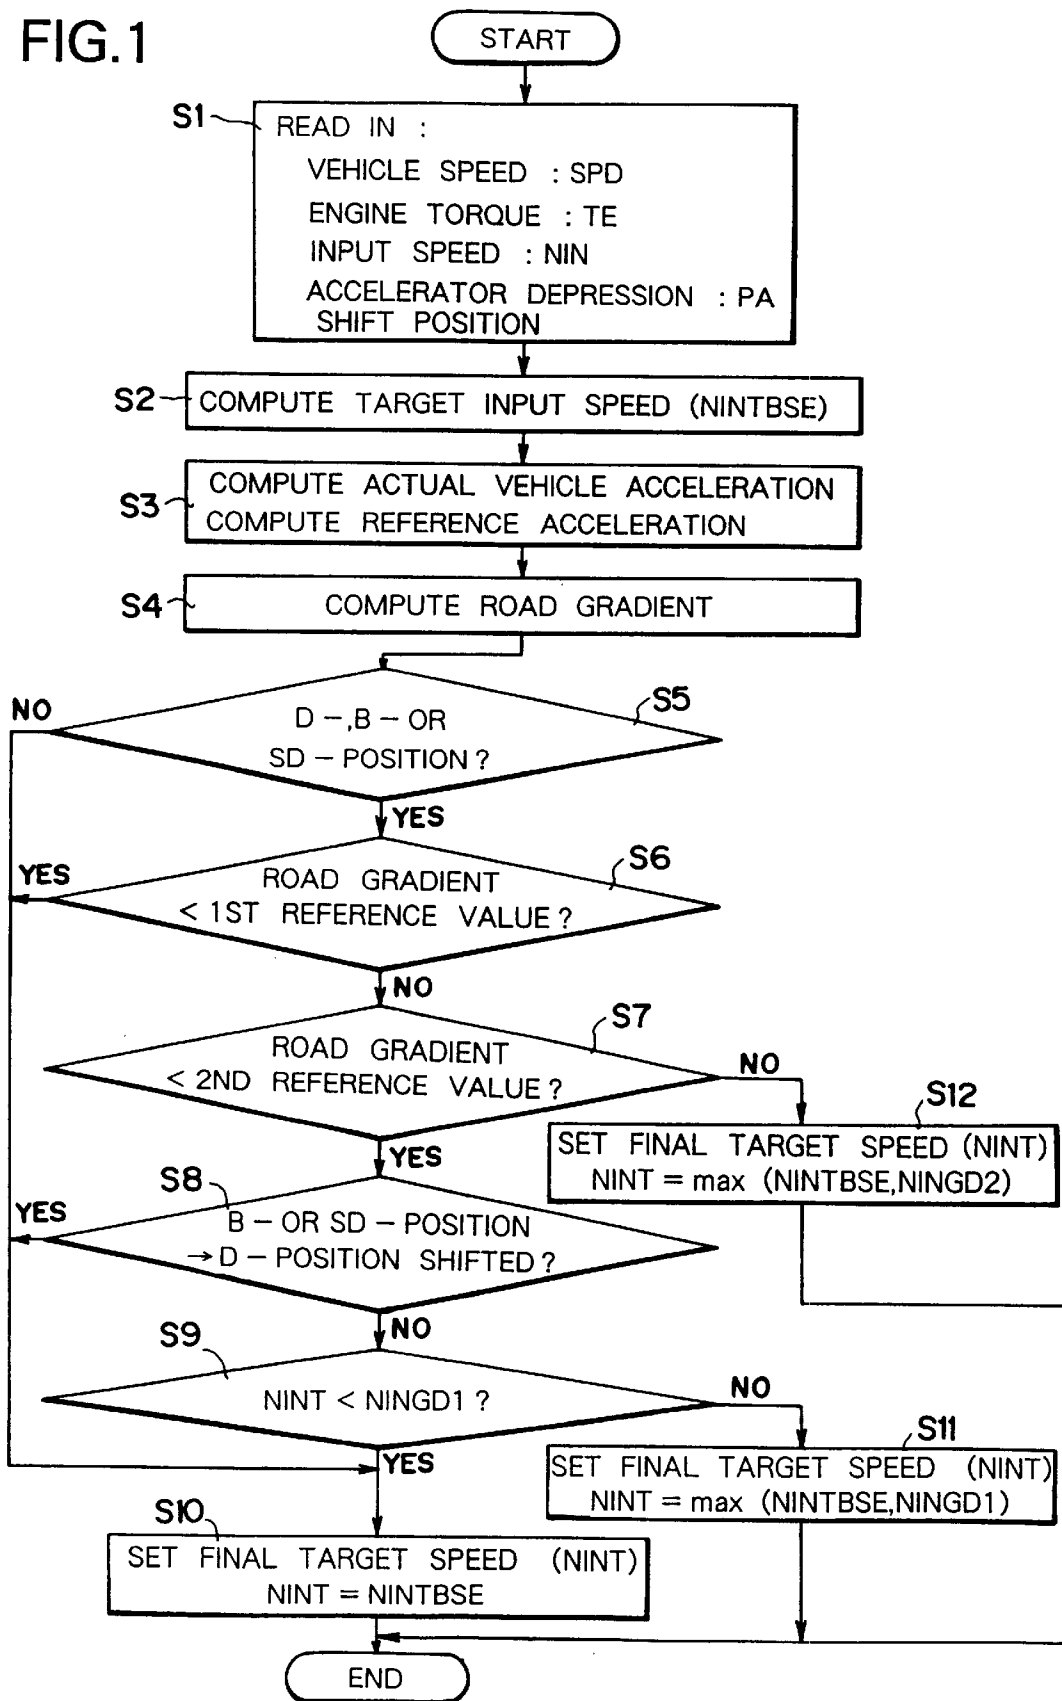 FIG.1
START
S1
READ IN :
VEHICLE SPEED : SPD
ENGINE TORQUE : TE
INPUT SPEED : NIN
ACCELERATOR DEPRESSION : PA
SHIFT POSITION
S2
COMPUTE TARGET INPUT SPEED (NINTBSE)
S3
COMPUTE ACTUAL VEHICLE ACCELERATION
COMPUTE REFERENCE ACCELERATION
S4
COMPUTE ROAD GRADIENT
S5
NO
D-,B- OR
SD-POSITION?
YES
S6
YES
ROAD GRADIENT
< 1ST REFERENCE VALUE?
NO
S7
ROAD GRADIENT
< 2ND REFERENCE VALUE?
NO
YES
S12
SET FINAL TARGET SPEED (NINT)
NINT = max (NINTBSE,NINGD2)
S8
YES
B-OR SD-POSITION
→D-POSITION SHIFTED?
NO
S9
NINT < NINGD1?
NO
YES
S11
SET FINAL TARGET SPEED (NINT)
NINT = max (NINTBSE,NINGD1)
S10
SET FINAL TARGET SPEED (NINT)
NINT = NINTBSE
END